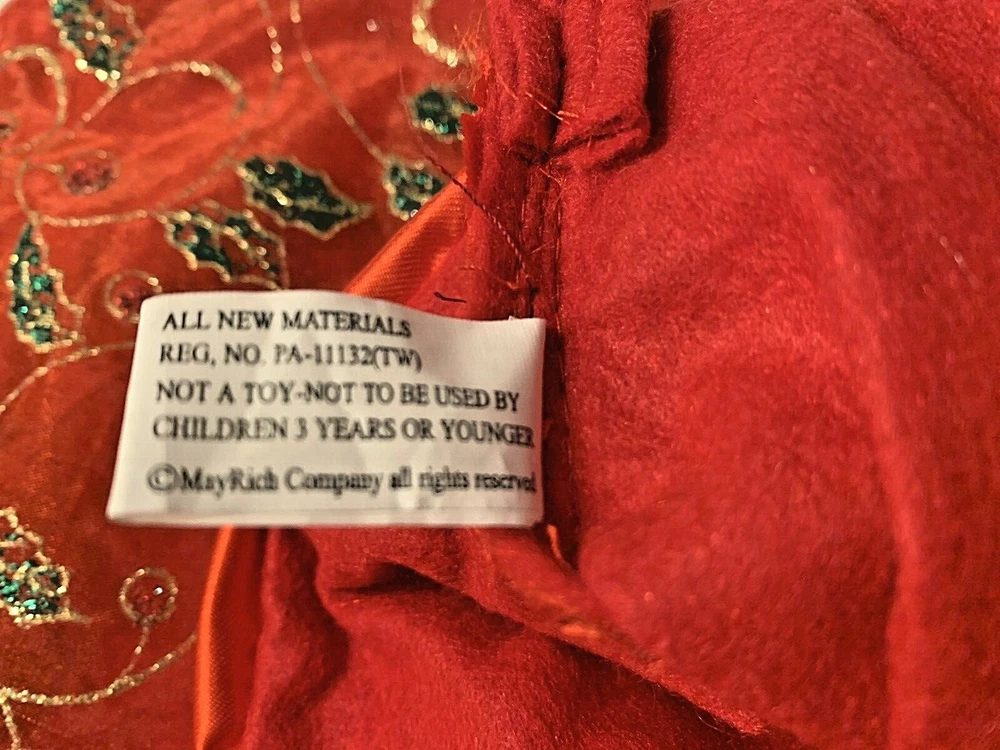 ALL NEW MATERIALS
REG, NO. PA-11132(TW)
NOT A TOY-NOT TO BE USED BY
CHILDREN 3 YEARS OR YOUNGER
©MayRich Company all rights reserved